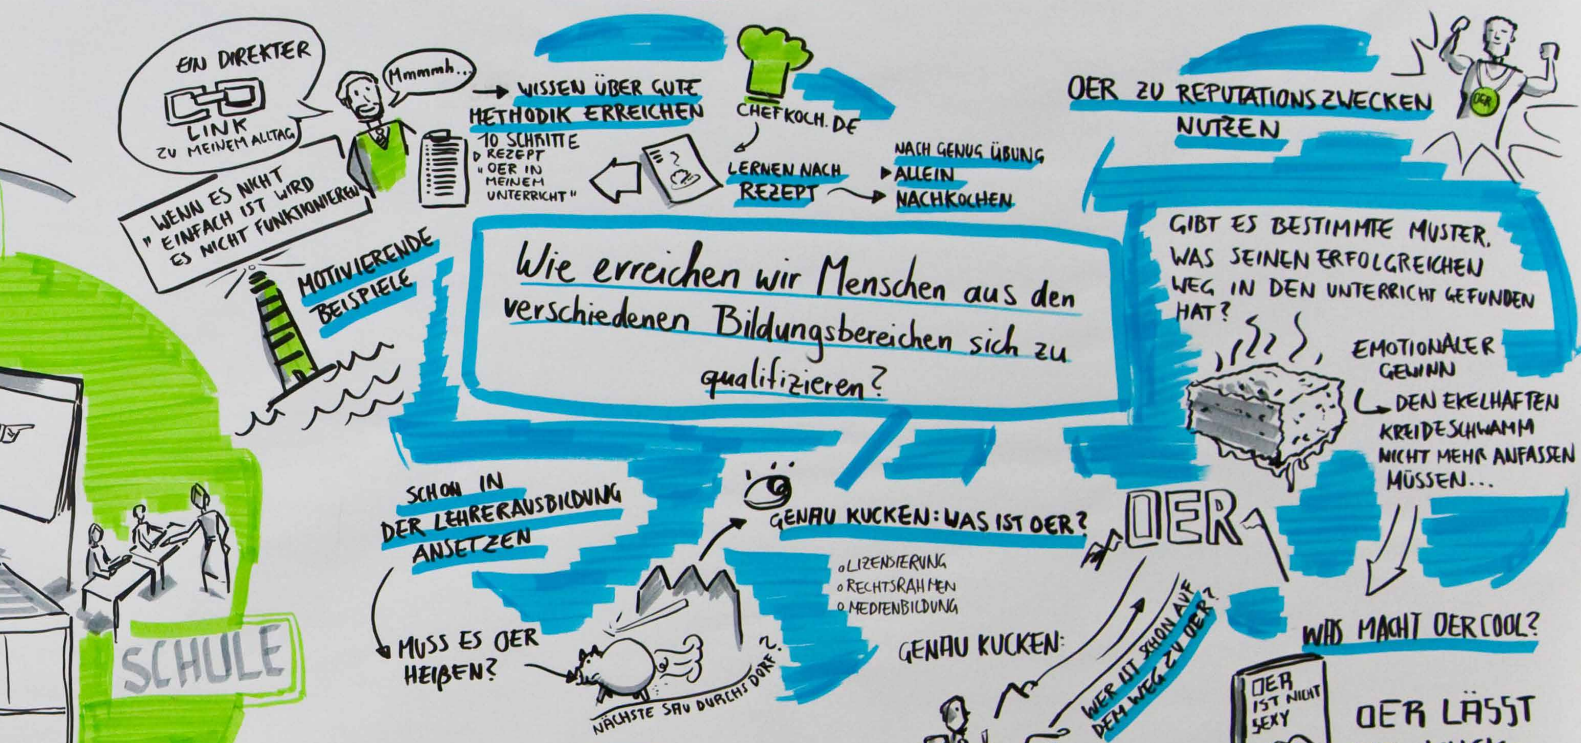 EIN DIREKTER
LINK
ZU MEINEM ALLTAG
Mmmmh...
→ WISSEN ÜBER GUTE
METHODIK ERREICHEN
10 SCHRITTE
REZEPT
"OER IN
MEINEM
UNTERRICHT"
CHEFKOCH.DE
LERNEN NACH
REZEPT
NACH GENUG ÜBUNG
ALLEIN
NACHKOCHEN
OER ZU REPUTATIONSZWECKEN
NUTZEN
OER
WENN ES NICHT
"EINFACH IST WIRD
ES NICHT FUNKTIONIEREN"
MOTIVIERENDE
BEISPIELE
Wie erreichen wir Menschen aus den
verschiedenen Bildungsbereichen sich zu
qualifizieren?
GIBT ES BESTIMMTE MUSTER,
WAS SEINEN ERFOLGREICHEN
WEG IN DEN UNTERRICHT GEFUNDEN
HAT?
EMOTIONALER
GEWINN
DEN EKELHAFTEN
KREIDESCHWAMM
NICHT MEHR ANFASSEN
MÜSSEN...
SCHON IN
DER LEHRERAUSBILDUNG
ANSETZEN
MUSS ES OER
HEIßEN?
NÄCHSTE SAU DURCHS DORF?
GENAU KUCKEN: WAS IST OER?
LIZENSIERUNG
RECHTSRAHMEN
MEDIENBILDUNG
OER
GENAU KUCKEN:
WER IST SCHON AUF
DEM WEG ZU OER?
WAS MACHT OER COOL?
OER
IST NICHT
SEXY
OER LÄSST
SCHULE